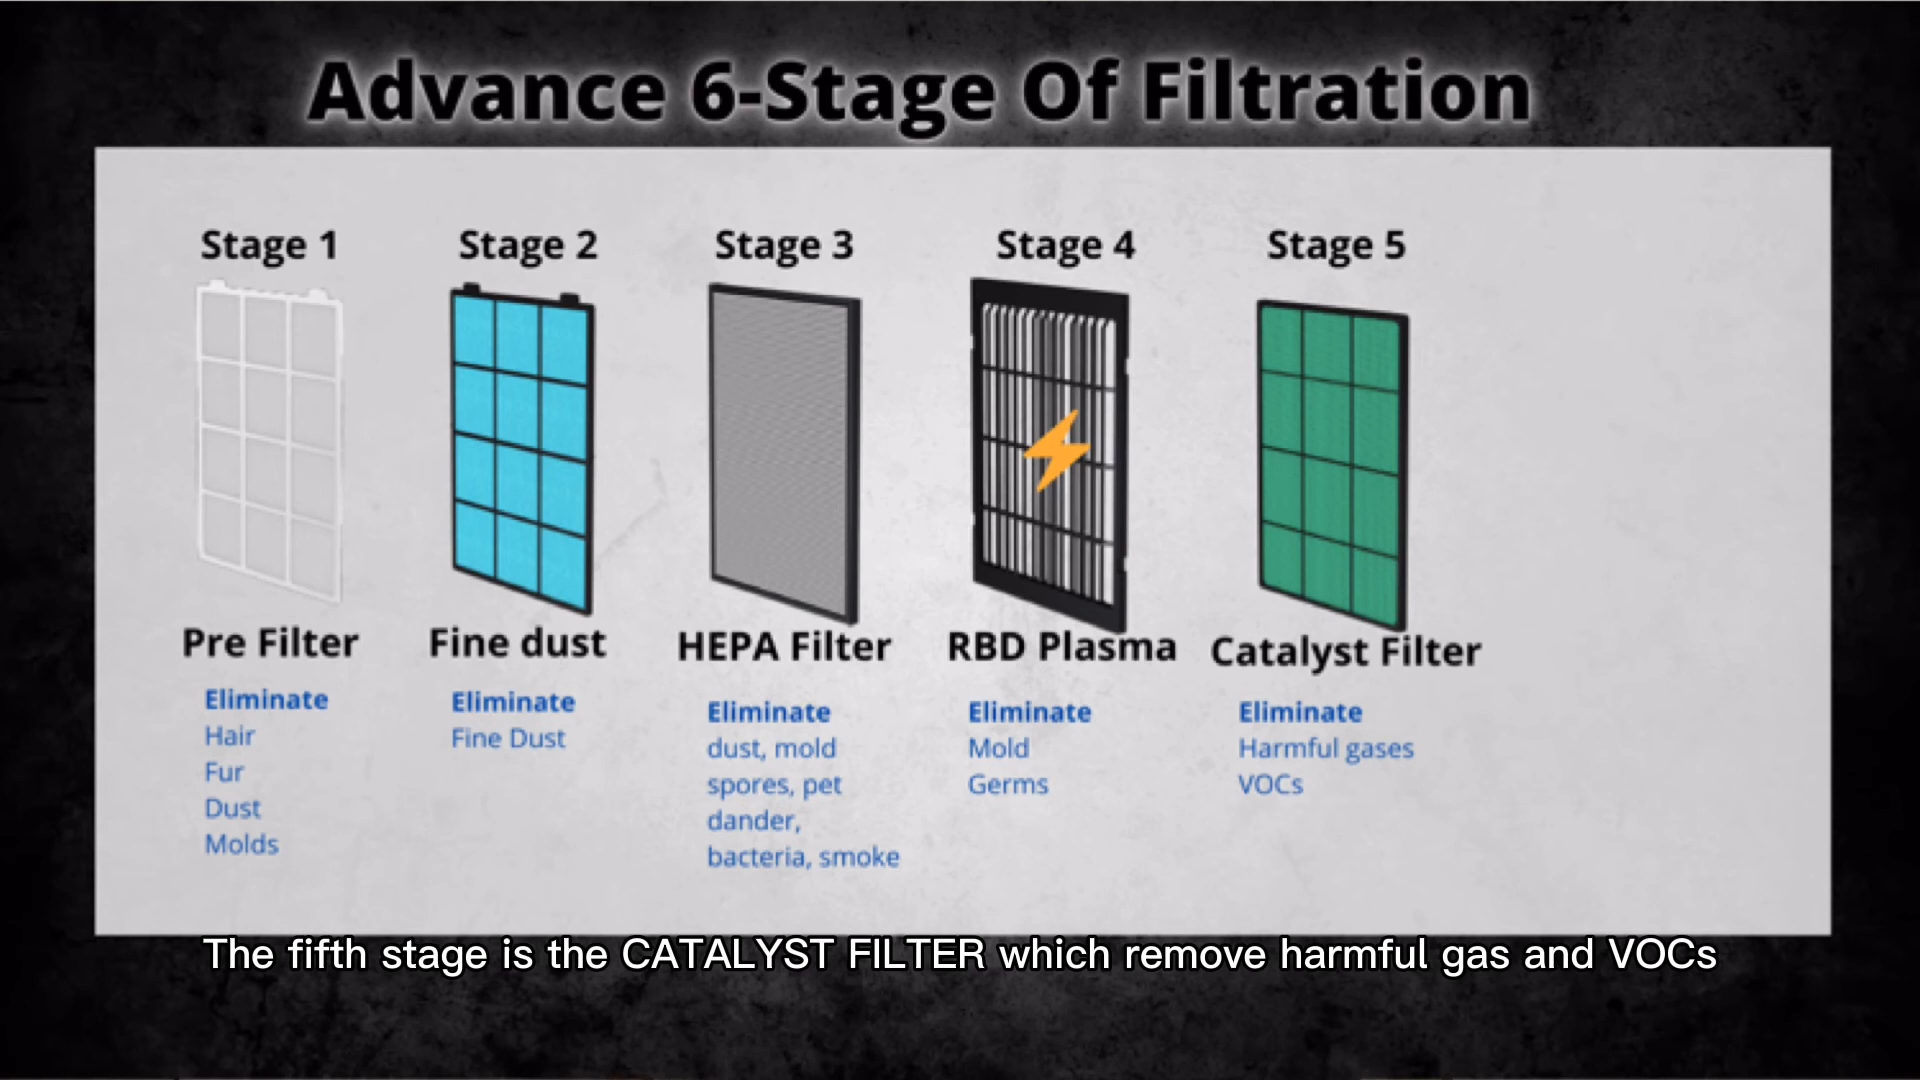 Advance 6-Stage Of Filtration
Stage 1
Stage 2
Stage 3
Stage 4
Stage 5
Pre Filter
Fine dust
HEPA Filter
RBD Plasma
Catalyst Filter
Eliminate
Hair
Fur
Dust
Molds
Eliminate
Fine Dust
Eliminate
dust, mold
spores, pet
dander,
bacteria, smoke
Eliminate
Mold
Germs
Eliminate
Harmful gases
VOCs
The fifth stage is the CATALYST FILTER which remove harmful gas and VOCs